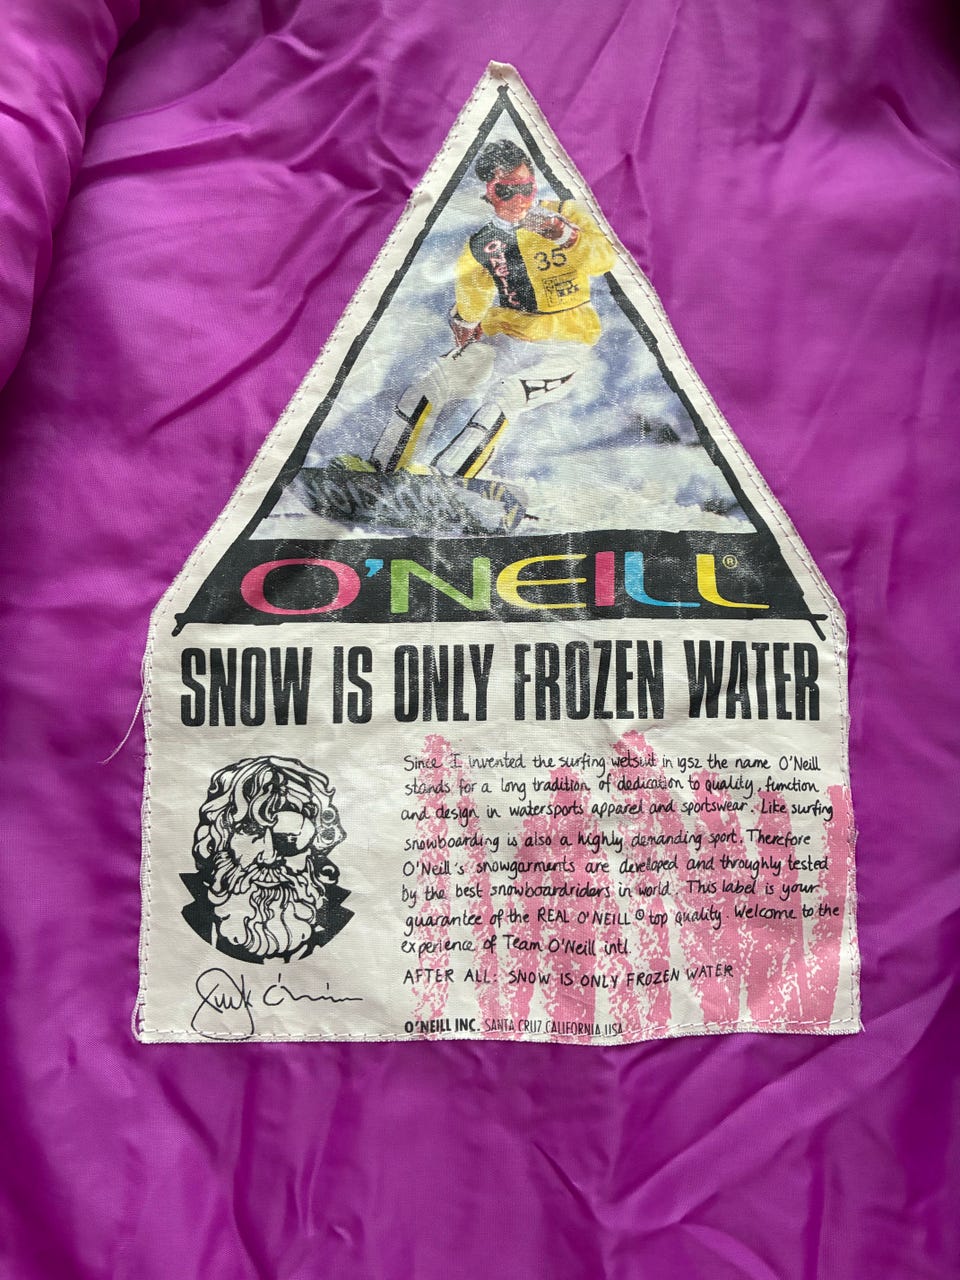 O'NEILL
35
O'NEILL®
SNOW IS ONLY FROZEN WATER
Since I invented the surfing wetsuit in 1952 the name O'Neill
stands for a long tradition of dedication to quality, function
and design in watersports apparel and sportswear. Like surfing
snowboarding is also a highly demanding sport. Therefore
O'Neill's snowgarments are developed and throughly tested
by the best snowboardriders in world. This label is your
guarantee of the REAL O'NEILL® top quality. Welcome to the
experience of Team O'Neill intl.
AFTER ALL: SNOW IS ONLY FROZEN WATER
O'NEILL INC. SANTA CRUZ CALIFORNIA USA